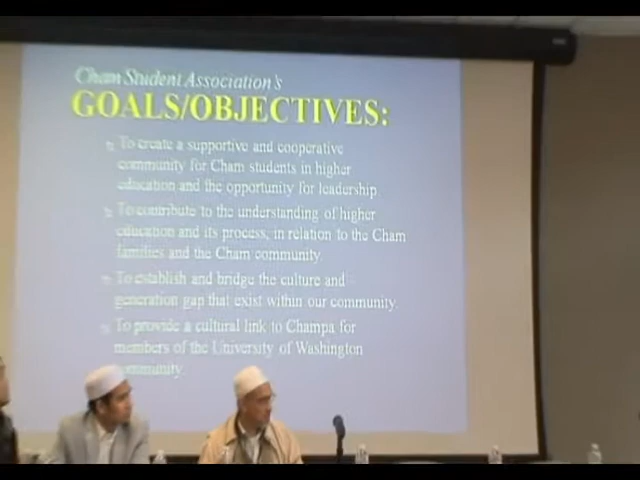 Cham Student Association's
GOALS/OBJECTIVES:
To create a supportive and cooperative
community for Cham students in higher
education and the opportunity for leadership.
To contribute to the understanding of higher
education and its process, in relation to the Cham
families and the Cham community.
To establish and bridge the culture and
generation gap that exist within our community.
To provide a cultural link to Champa for
members of the University of Washington
community.